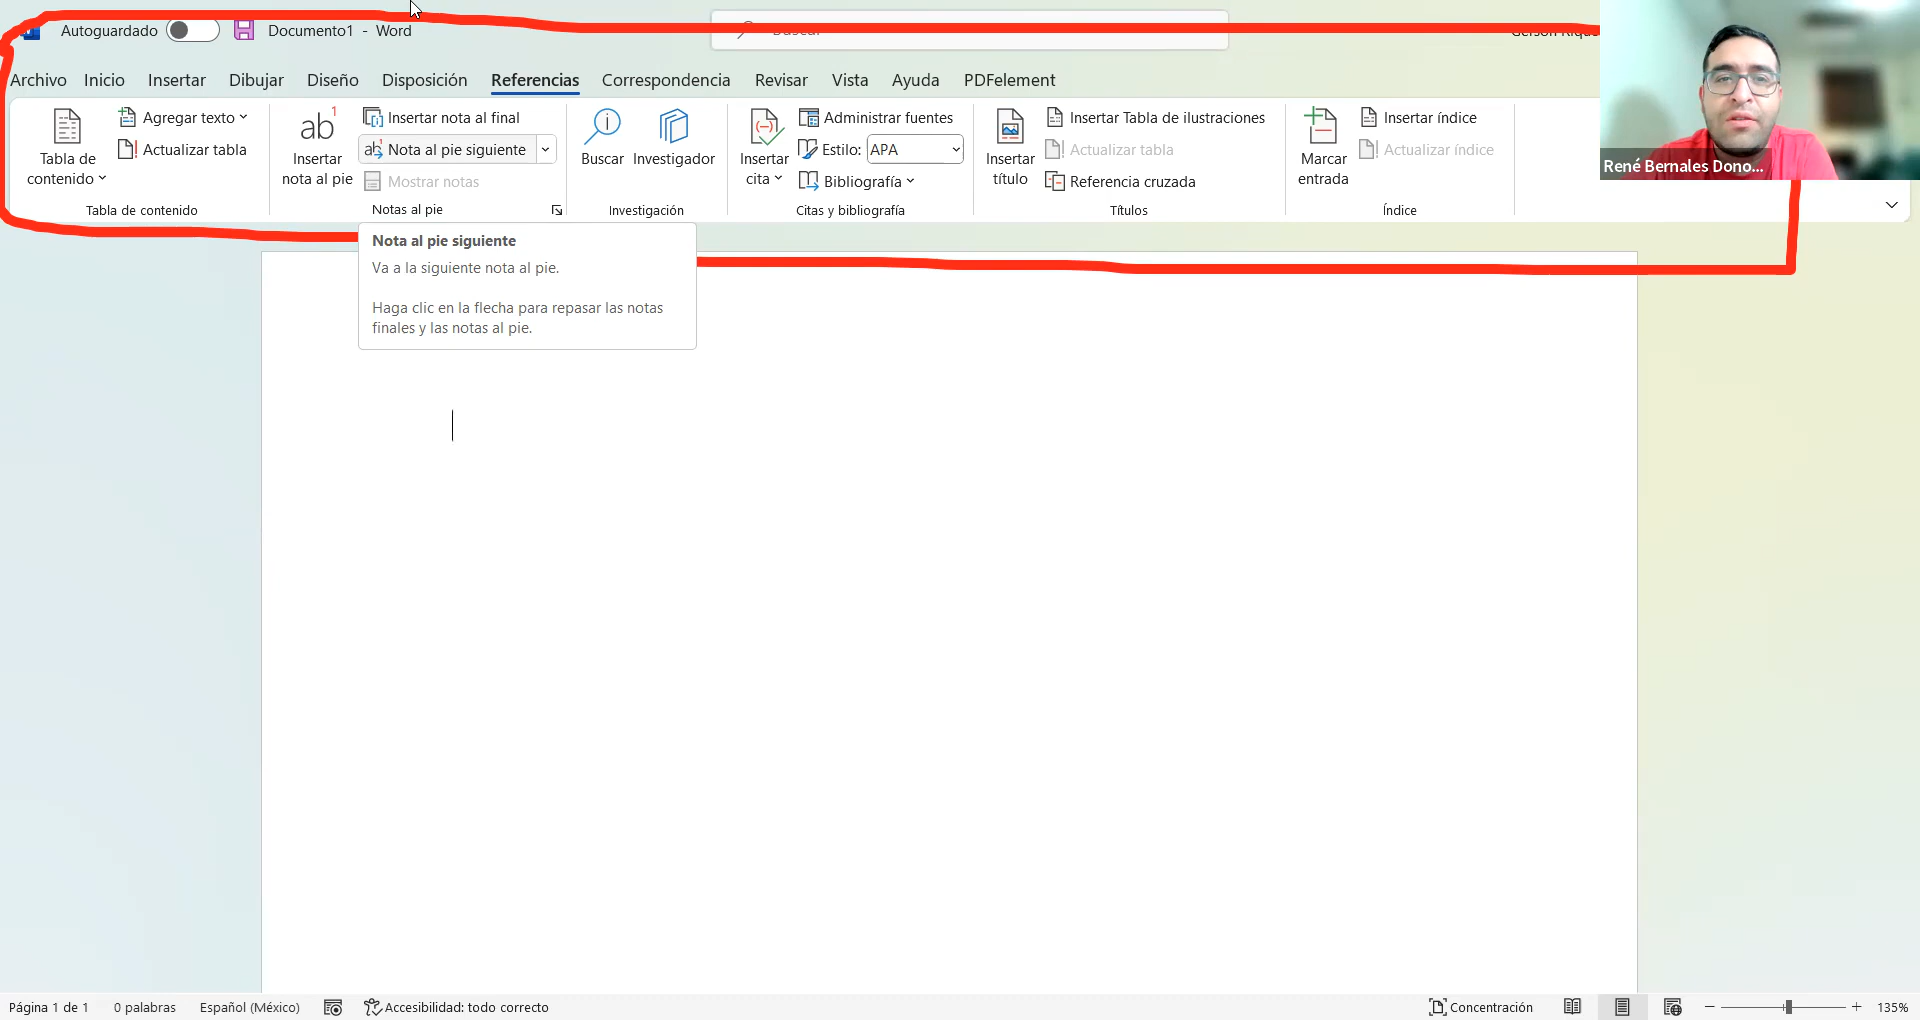 Autoguardado
Documento1 - Word
Archivo Inicio Insertar Dibujar Diseño Disposición Referencias Correspondencia Revisar Vista Ayuda PDFelement
Tabla de contenido
Agregar texto
Actualizar tabla
Tabla de contenido
ab1
Insertar nota al pie
Insertar nota al final
Nota al pie siguiente
Mostrar notas
Notas al pie
Buscar
Investigador
Investigación
Insertar cita
Administrar fuentes
Estilo: APA
Bibliografía
Citas y bibliografía
Insertar título
Insertar Tabla de ilustraciones
Actualizar tabla
Referencia cruzada
Títulos
Marcar entrada
Insertar índice
Actualizar índice
Índice
René Bernales Dono...
Nota al pie siguiente
Va a la siguiente nota al pie.
Haga clic en la flecha para repasar las notas
finales y las notas al pie.
Página 1 de 1
0 palabras
Español (México)
Accesibilidad: todo correcto
Concentración
135%